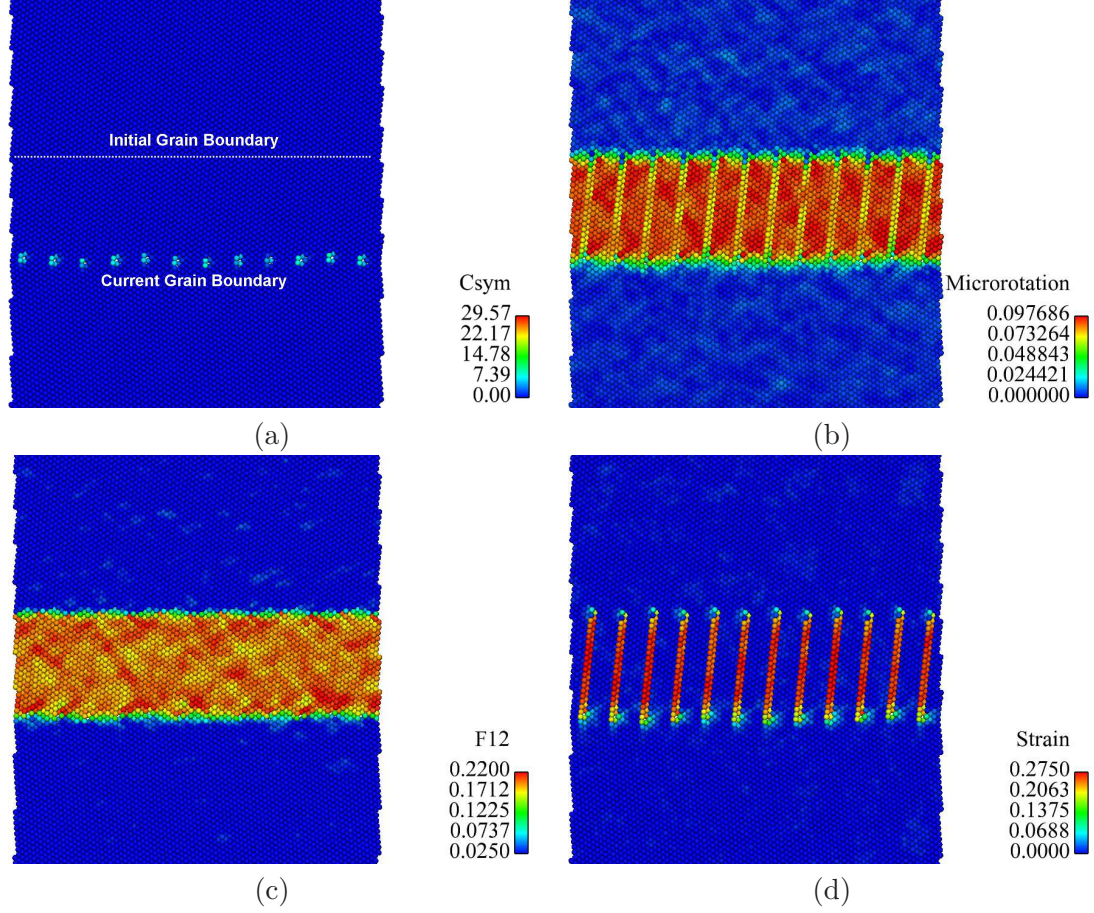 Initial Grain Boundary
Current Grain Boundary
Csym
29.57
22.17
14.78
7.39
0.00
(a)
Microrotation
0.097686
0.073264
0.048843
0.024421
0.000000
(b)
F12
0.2200
0.1712
0.1225
0.0737
0.0250
(c)
Strain
0.2750
0.2063
0.1375
0.0688
0.0000
(d)